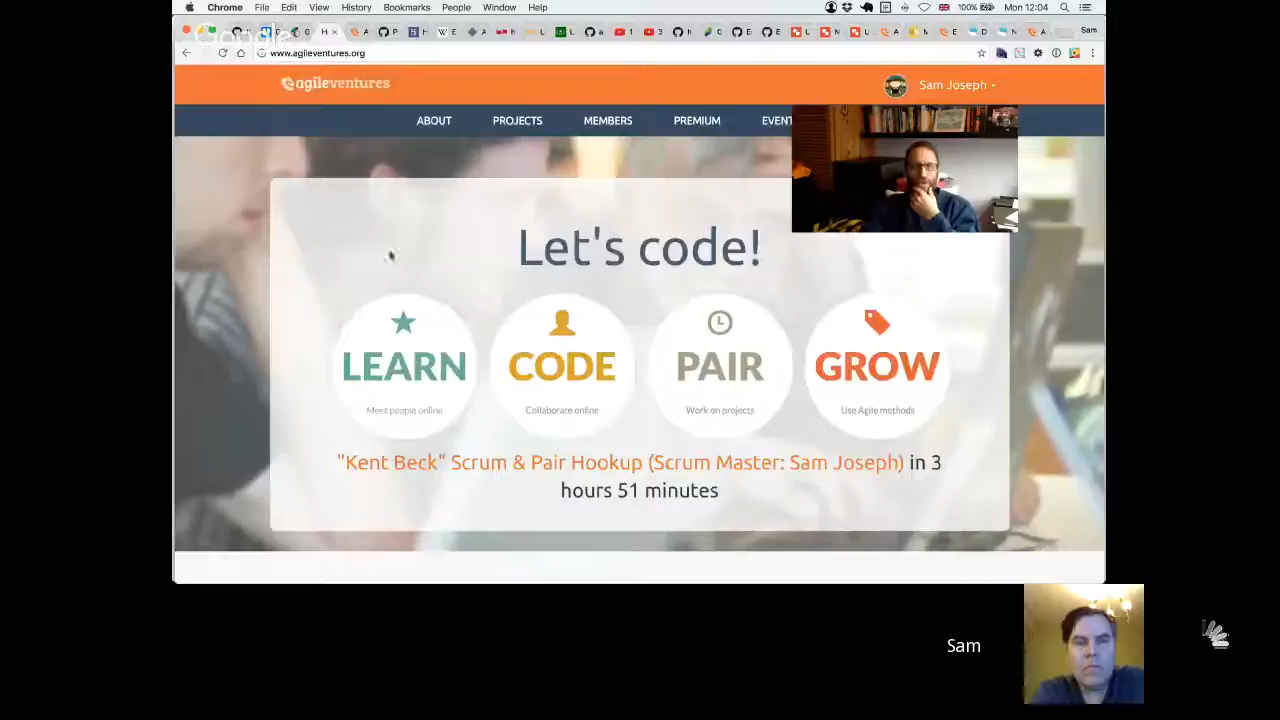 Chrome File Edit View History Bookmarks People Window Help 100% Mon 12:04
Google
Sam
www.agileventures.org
agileventures Sam Joseph
ABOUT PROJECTS MEMBERS PREMIUM EVENT
Let's code!
LEARN CODE PAIR GROW
Meet people online Collaborate online Work on projects Use Agile methods
"Kent Beck" Scrum & Pair Hookup (Scrum Master: Sam Joseph) in 3
hours 51 minutes
Sam